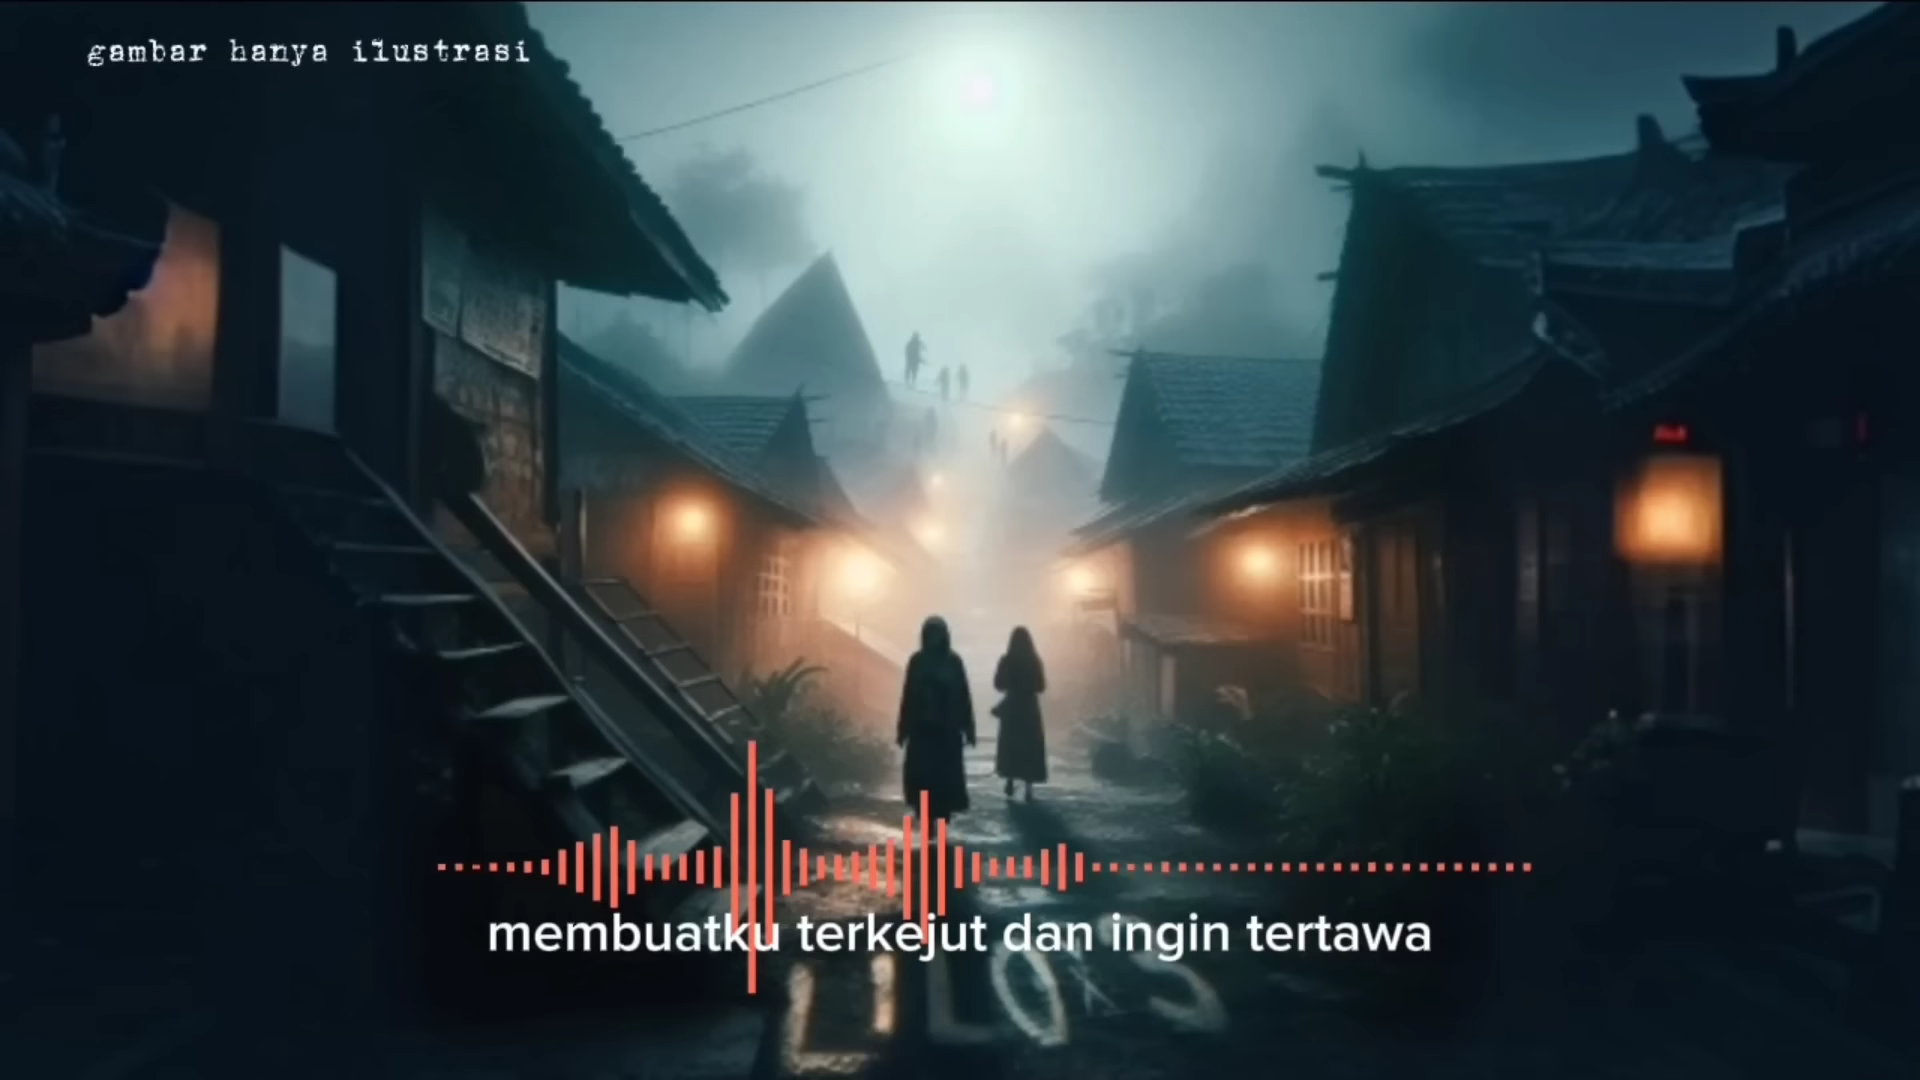 gambar hanya ilustrasi
membuatku terkejut dan ingin tertawa